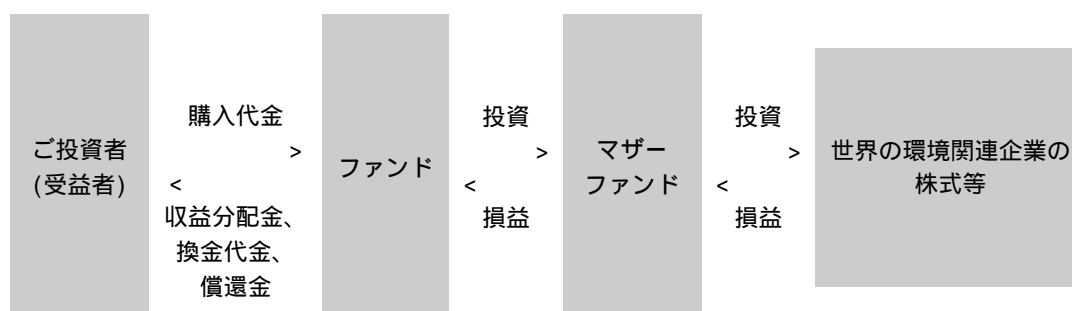 ご投資者
(受益者)
購入代金
>
<
収益分配金、
換金代金、
償還金
ファンド
投資
>
<
損益
マザー
ファンド
投資
>
<
損益
世界の環境関連企業の
株式等